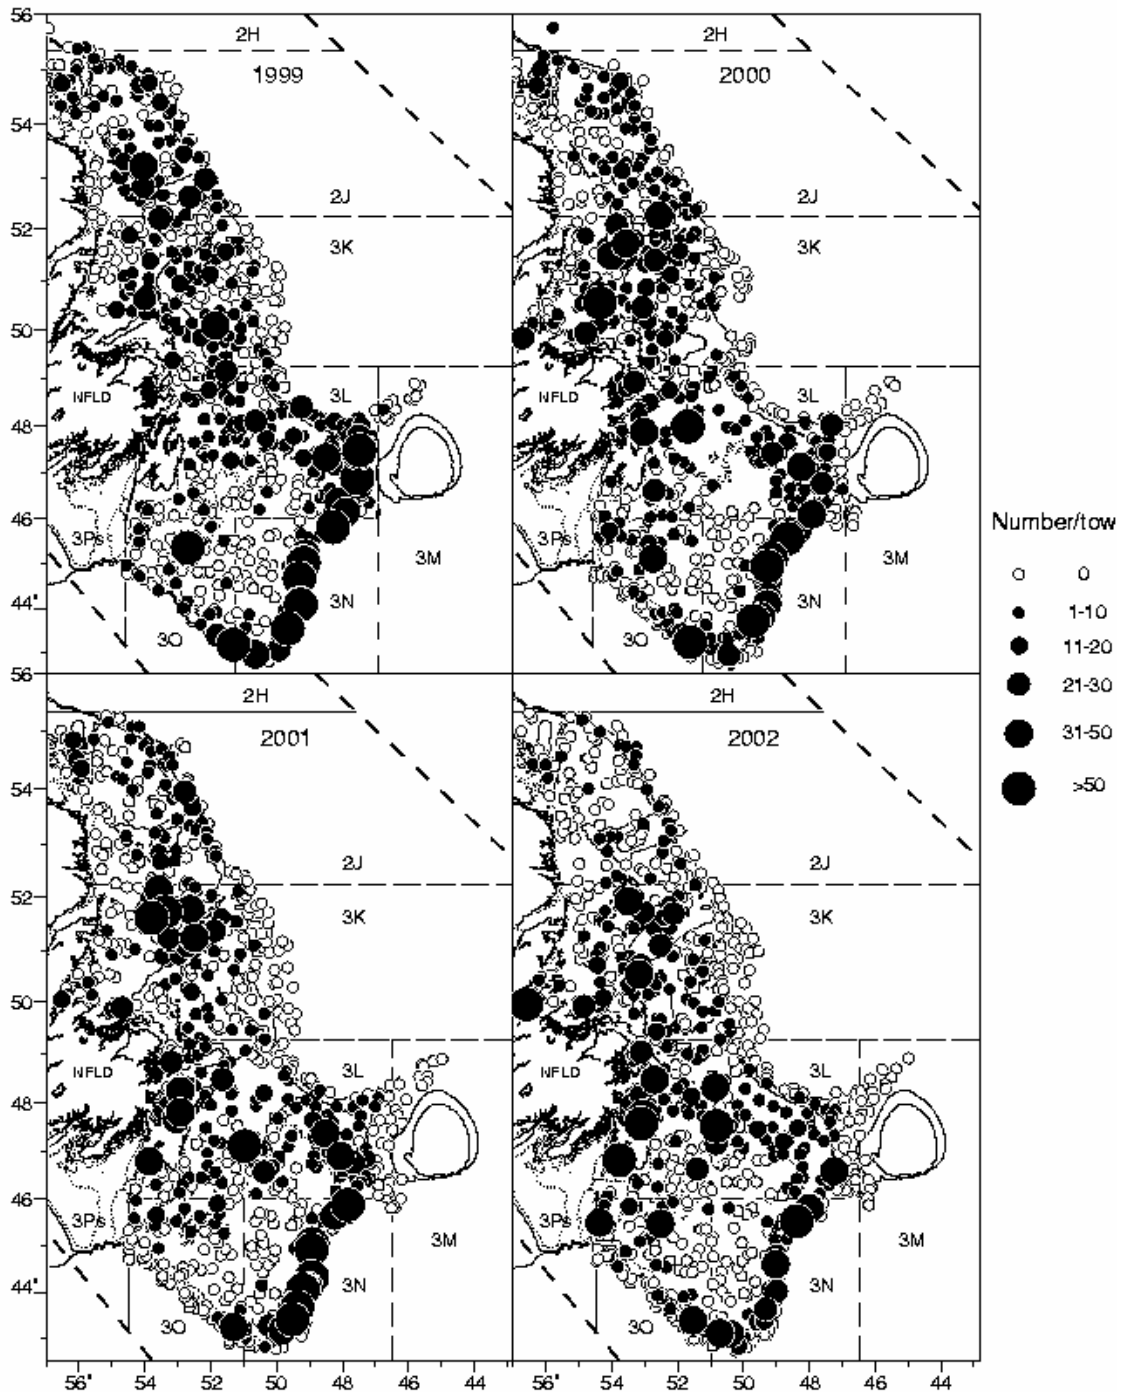 56
2H
2H
1999
2000
54
2J
2J
52
3K
3K
50
NFLD
3L
NFLD
3L
48
46
3Ps
3M
3Ps
3M
44°
3N
3N
3O
3O
Number/tow
0
1-10
11-20
21-30
31-50
>50
56
2H
2H
2001
2002
54
2J
2J
52
3K
3K
50
NFLD
3L
NFLD
3L
48
46
3Ps
3M
3Ps
3M
44°
3N
3N
3O
3O
56° 54 52 50 48 46 44 56° 54 52 50 48 46 44